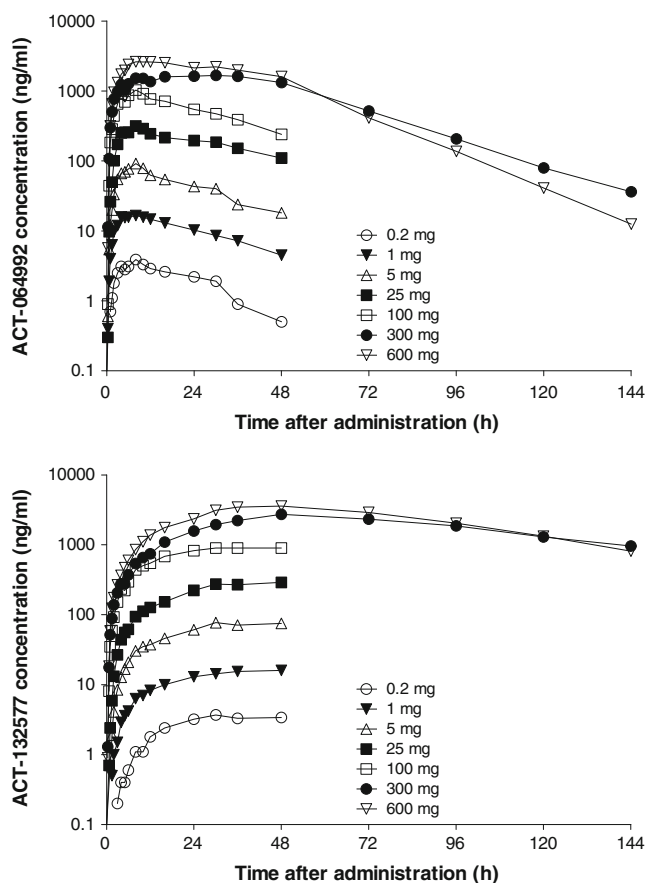 10000
1000
100
10
1
0.1
ACT-064992 concentration (ng/ml)
0.2 mg
1 mg
5 mg
25 mg
100 mg
300 mg
600 mg
0 24 48 72 96 120 144
Time after administration (h)
10000
1000
100
10
1
0.1
ACT-132577 concentration (ng/ml)
0.2 mg
1 mg
5 mg
25 mg
100 mg
300 mg
600 mg
0 24 48 72 96 120 144
Time after administration (h)